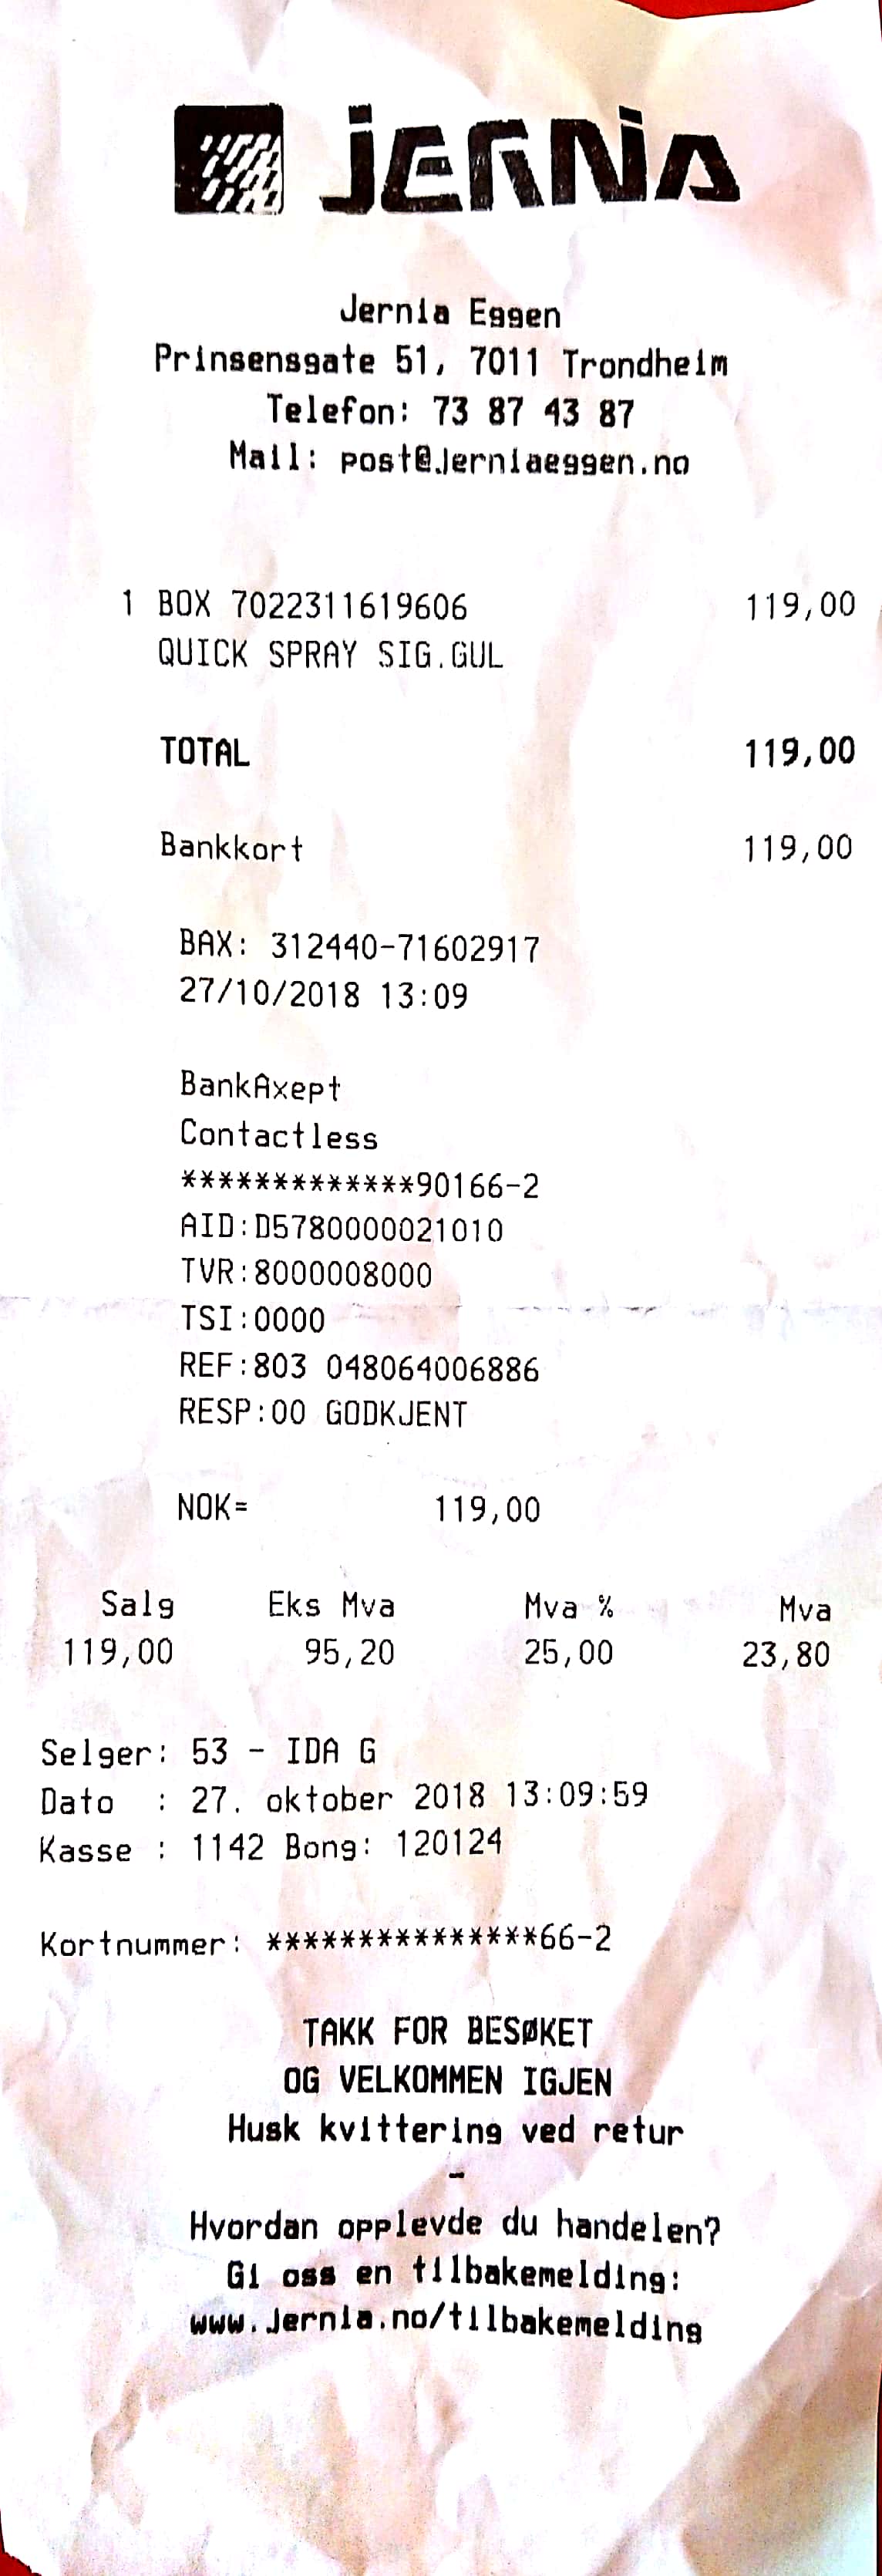 JERNIA
Jernia Eggen
Prinsensgate 51, 7011 Trondheim
Telefon: 73 87 43 87
Mail: post@jerniaeggen.no
1 BOX 7022311619606 119,00
QUICK SPRAY SIG.GUL
TOTAL 119,00
Bankkort 119,00
BAX: 312440-71602917
27/10/2018 13:09
BankAxept
Contactless
*************90166-2
AID:D5780000021010
TVR:8000008000
TSI:0000
REF:803 048064006886
RESP:00 GODKJENT
NOK= 119,00
Salg Eks Mva Mva % Mva
119,00 95,20 25,00 23,80
Selger: 53 - IDA G
Dato : 27. oktober 2018 13:09:59
Kasse : 1142 Bong: 120124
Kortnummer: ***************66-2
TAKK FOR BESØKET
OG VELKOMMEN IGJEN
Husk kvittering ved retur
-
Hvordan opplevde du handelen?
Gi oss en tilbakemelding:
www.jernia.no/tilbakemelding